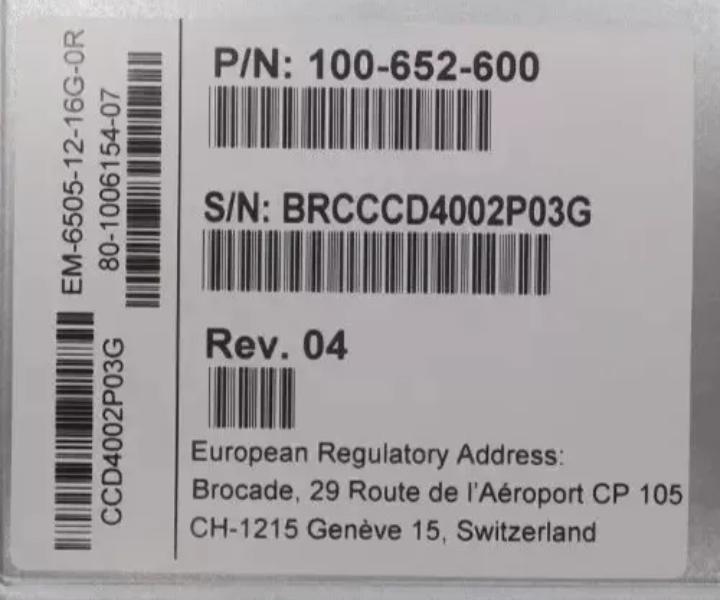 EM-6505-12-16G-0R
80-1006154-07
CCD4002P03G
P/N: 100-652-600
S/N: BRCCCD4002P03G
Rev. 04
European Regulatory Address:
Brocade, 29 Route de l'Aéroport CP 105
CH-1215 Genève 15, Switzerland